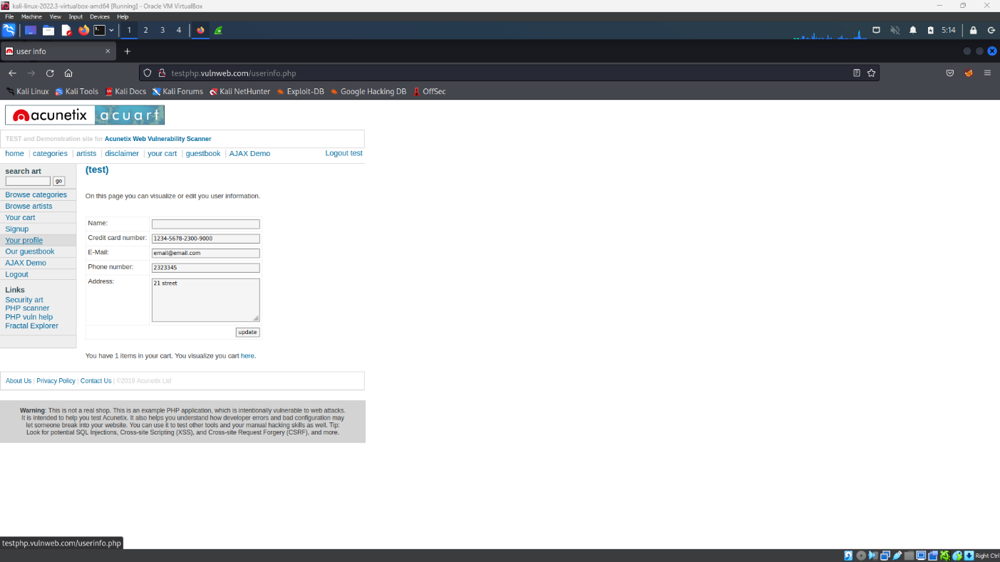 kali-linux-2022.3-virtualbox-amd64 [Running] - Oracle VM VirtualBox
File Machine View Input Devices Help
1 2 3 4 5:14
user info
testphp.vulnweb.com/userinfo.php
Kali Linux Kali Tools Kali Docs Kali Forums Kali NetHunter Exploit-DB Google Hacking DB OffSec
acunetix acuart
TEST and Demonstration site for Acunetix Web Vulnerability Scanner
home | categories | artists | disclaimer | your cart | guestbook | AJAX Demo Logout test
search art
go
Browse categories
Browse artists
Your cart
Signup
Your profile
Our guestbook
AJAX Demo
Logout
Links
Security art
PHP scanner
PHP vuln help
Fractal Explorer
(test)
On this page you can visualize or edit you user information.
Name:
Credit card number: 1234-5678-2300-9000
E-Mail: email@email.com
Phone number: 2323345
Address: 21 street
update
You have 1 items in your cart. You visualize you cart here.
About Us | Privacy Policy | Contact Us | ©2019 Acunetix Ltd
Warning: This is not a real shop. This is an example PHP application, which is intentionally vulnerable to web attacks.
It is intended to help you test Acunetix. It also helps you understand how developer errors and bad configuration may
let someone break into your website. You can use it to test other tools and your manual hacking skills as well. Tip:
Look for potential SQL Injections, Cross-site Scripting (XSS), and Cross-site Request Forgery (CSRF), and more.
testphp.vulnweb.com/userinfo.php
Right Ctrl